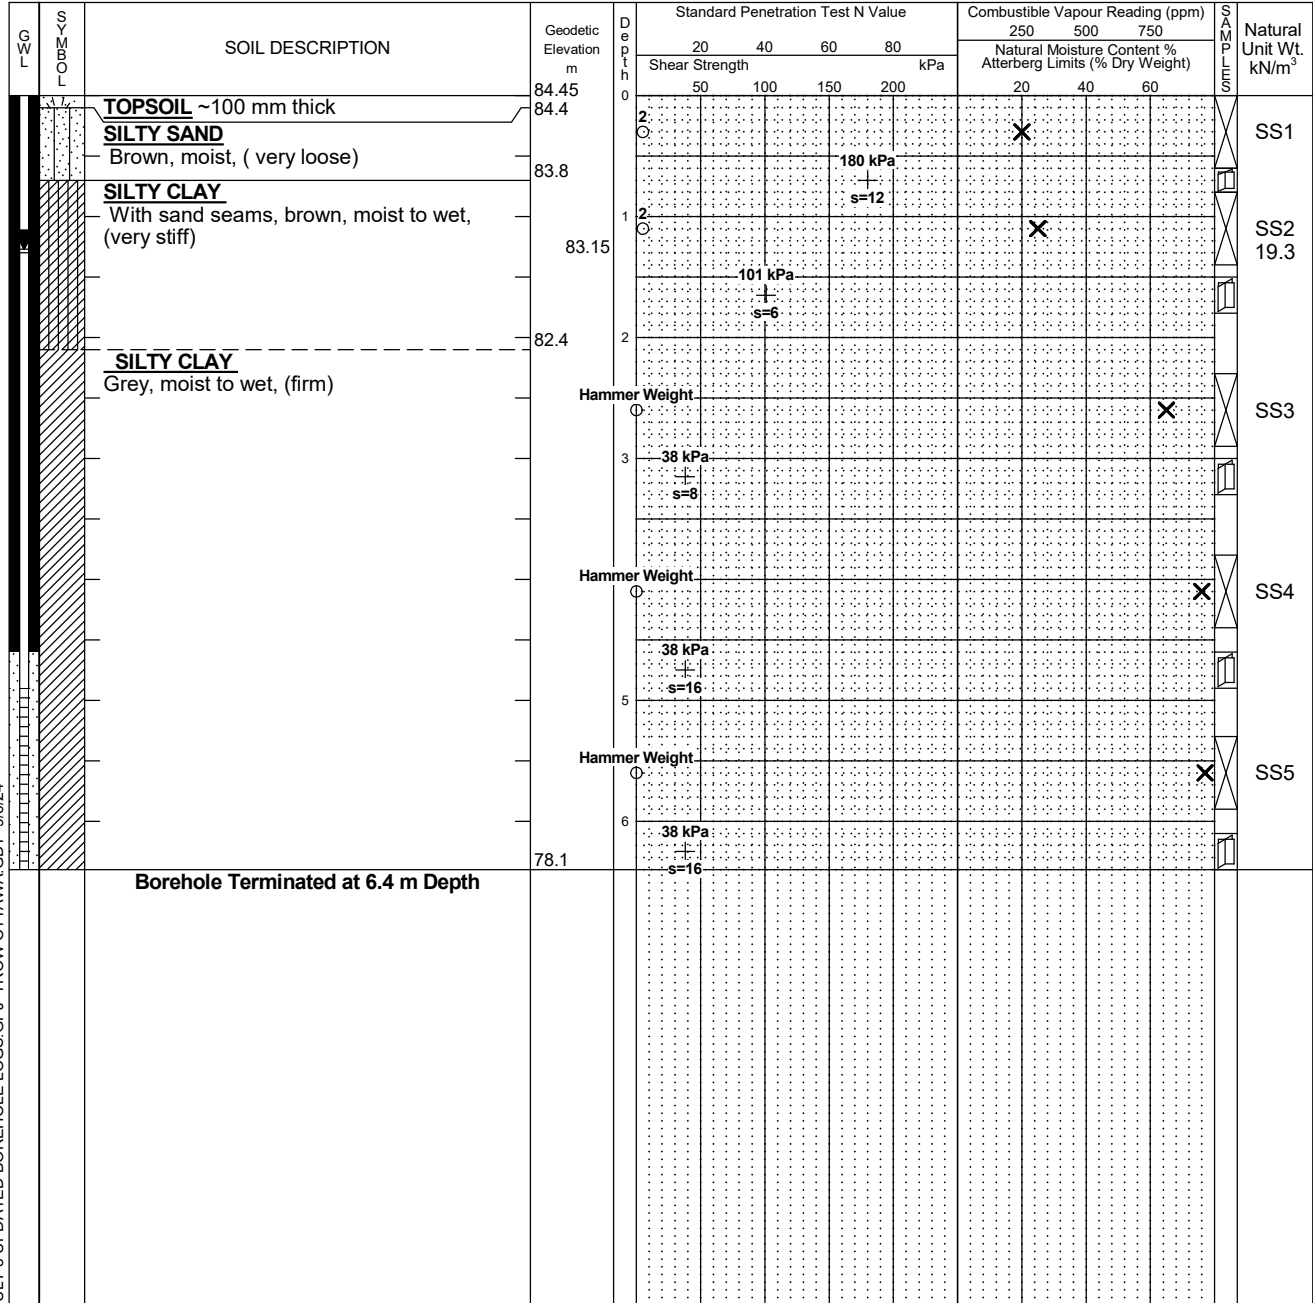 GWL
SYMBOL
SOIL DESCRIPTION
Geodetic
Elevation
m
Depth
Standard Penetration Test N Value
20 40 60 80
Shear Strength kPa
50 100 150 200
Combustible Vapour Reading (ppm)
250 500 750
Natural Moisture Content %
Atterberg Limits (% Dry Weight)
20 40 60
SAMPLES
Natural
Unit Wt.
kN/m³
84.45
0
TOPSOIL ~100 mm thick
84.4
SILTY SAND
Brown, moist, ( very loose)
83.8
2
SS1
180 kPa
s=12
SILTY CLAY
With sand seams, brown, moist to wet,
(very stiff)
1
2
SS2
19.3
83.15
101 kPa
s=6
82.4
2
SILTY CLAY
Grey, moist to wet, (firm)
Hammer Weight
SS3
3
38 kPa
s=8
Hammer Weight
SS4
38 kPa
s=16
5
Hammer Weight
SS5
6
38 kPa
s=16
78.1
Borehole Terminated at 6.4 m Depth